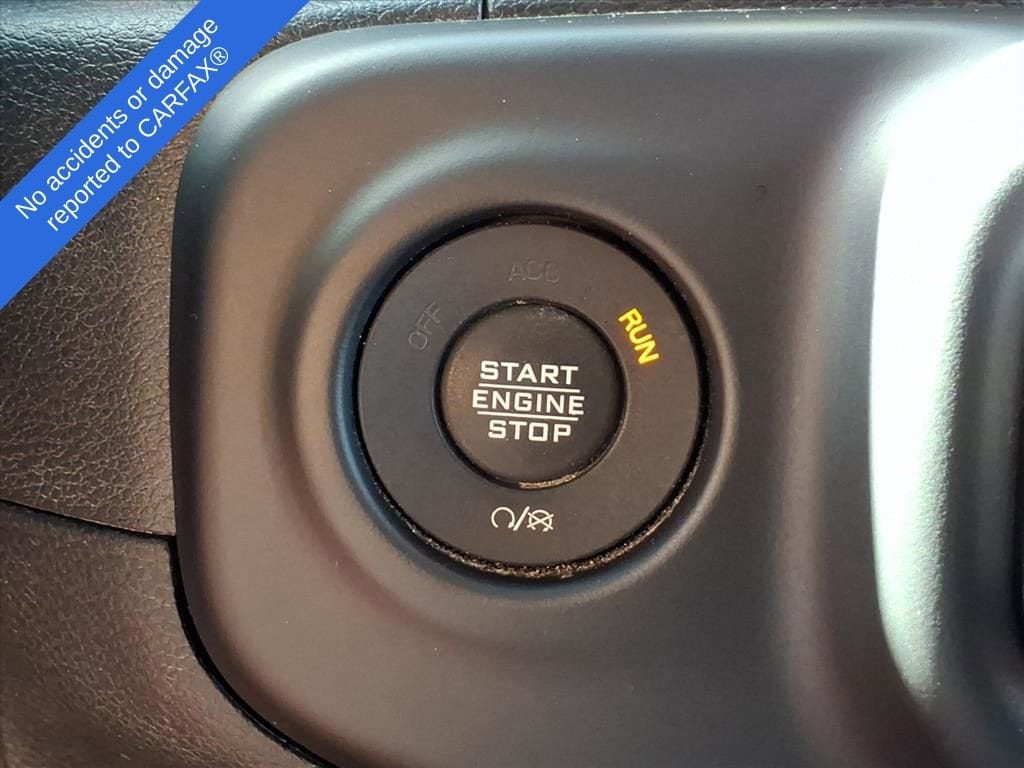 No accidents or damage
reported to CARFAX®
ACC
OFF
RUN
START
ENGINE
STOP